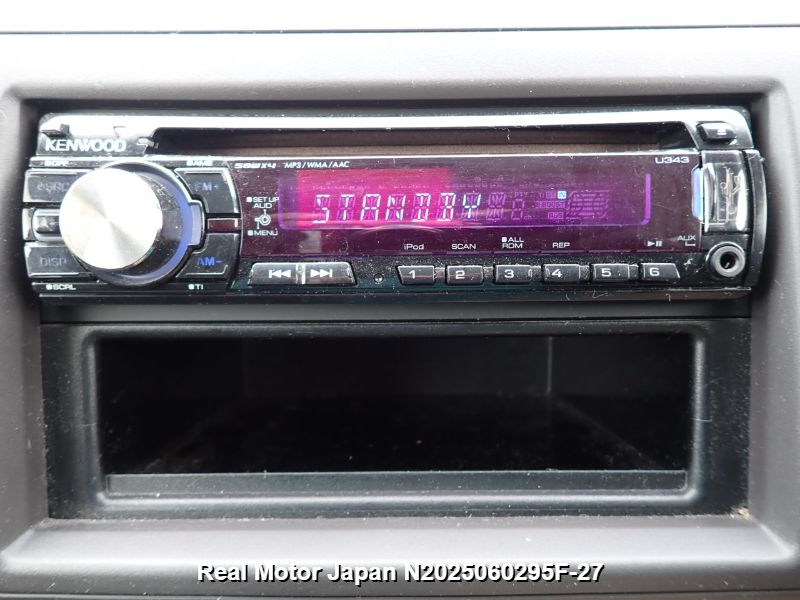 KENWOOD
50WX4 MP3/WMA/AAC U343
SRC FM+
SET UP
AUD
MENU
DISP AM-
SCRL TI
iPod SCAN ALL RDM REP AUX
1 2 3 4 5 6
Real Motor Japan N2025060295F-27